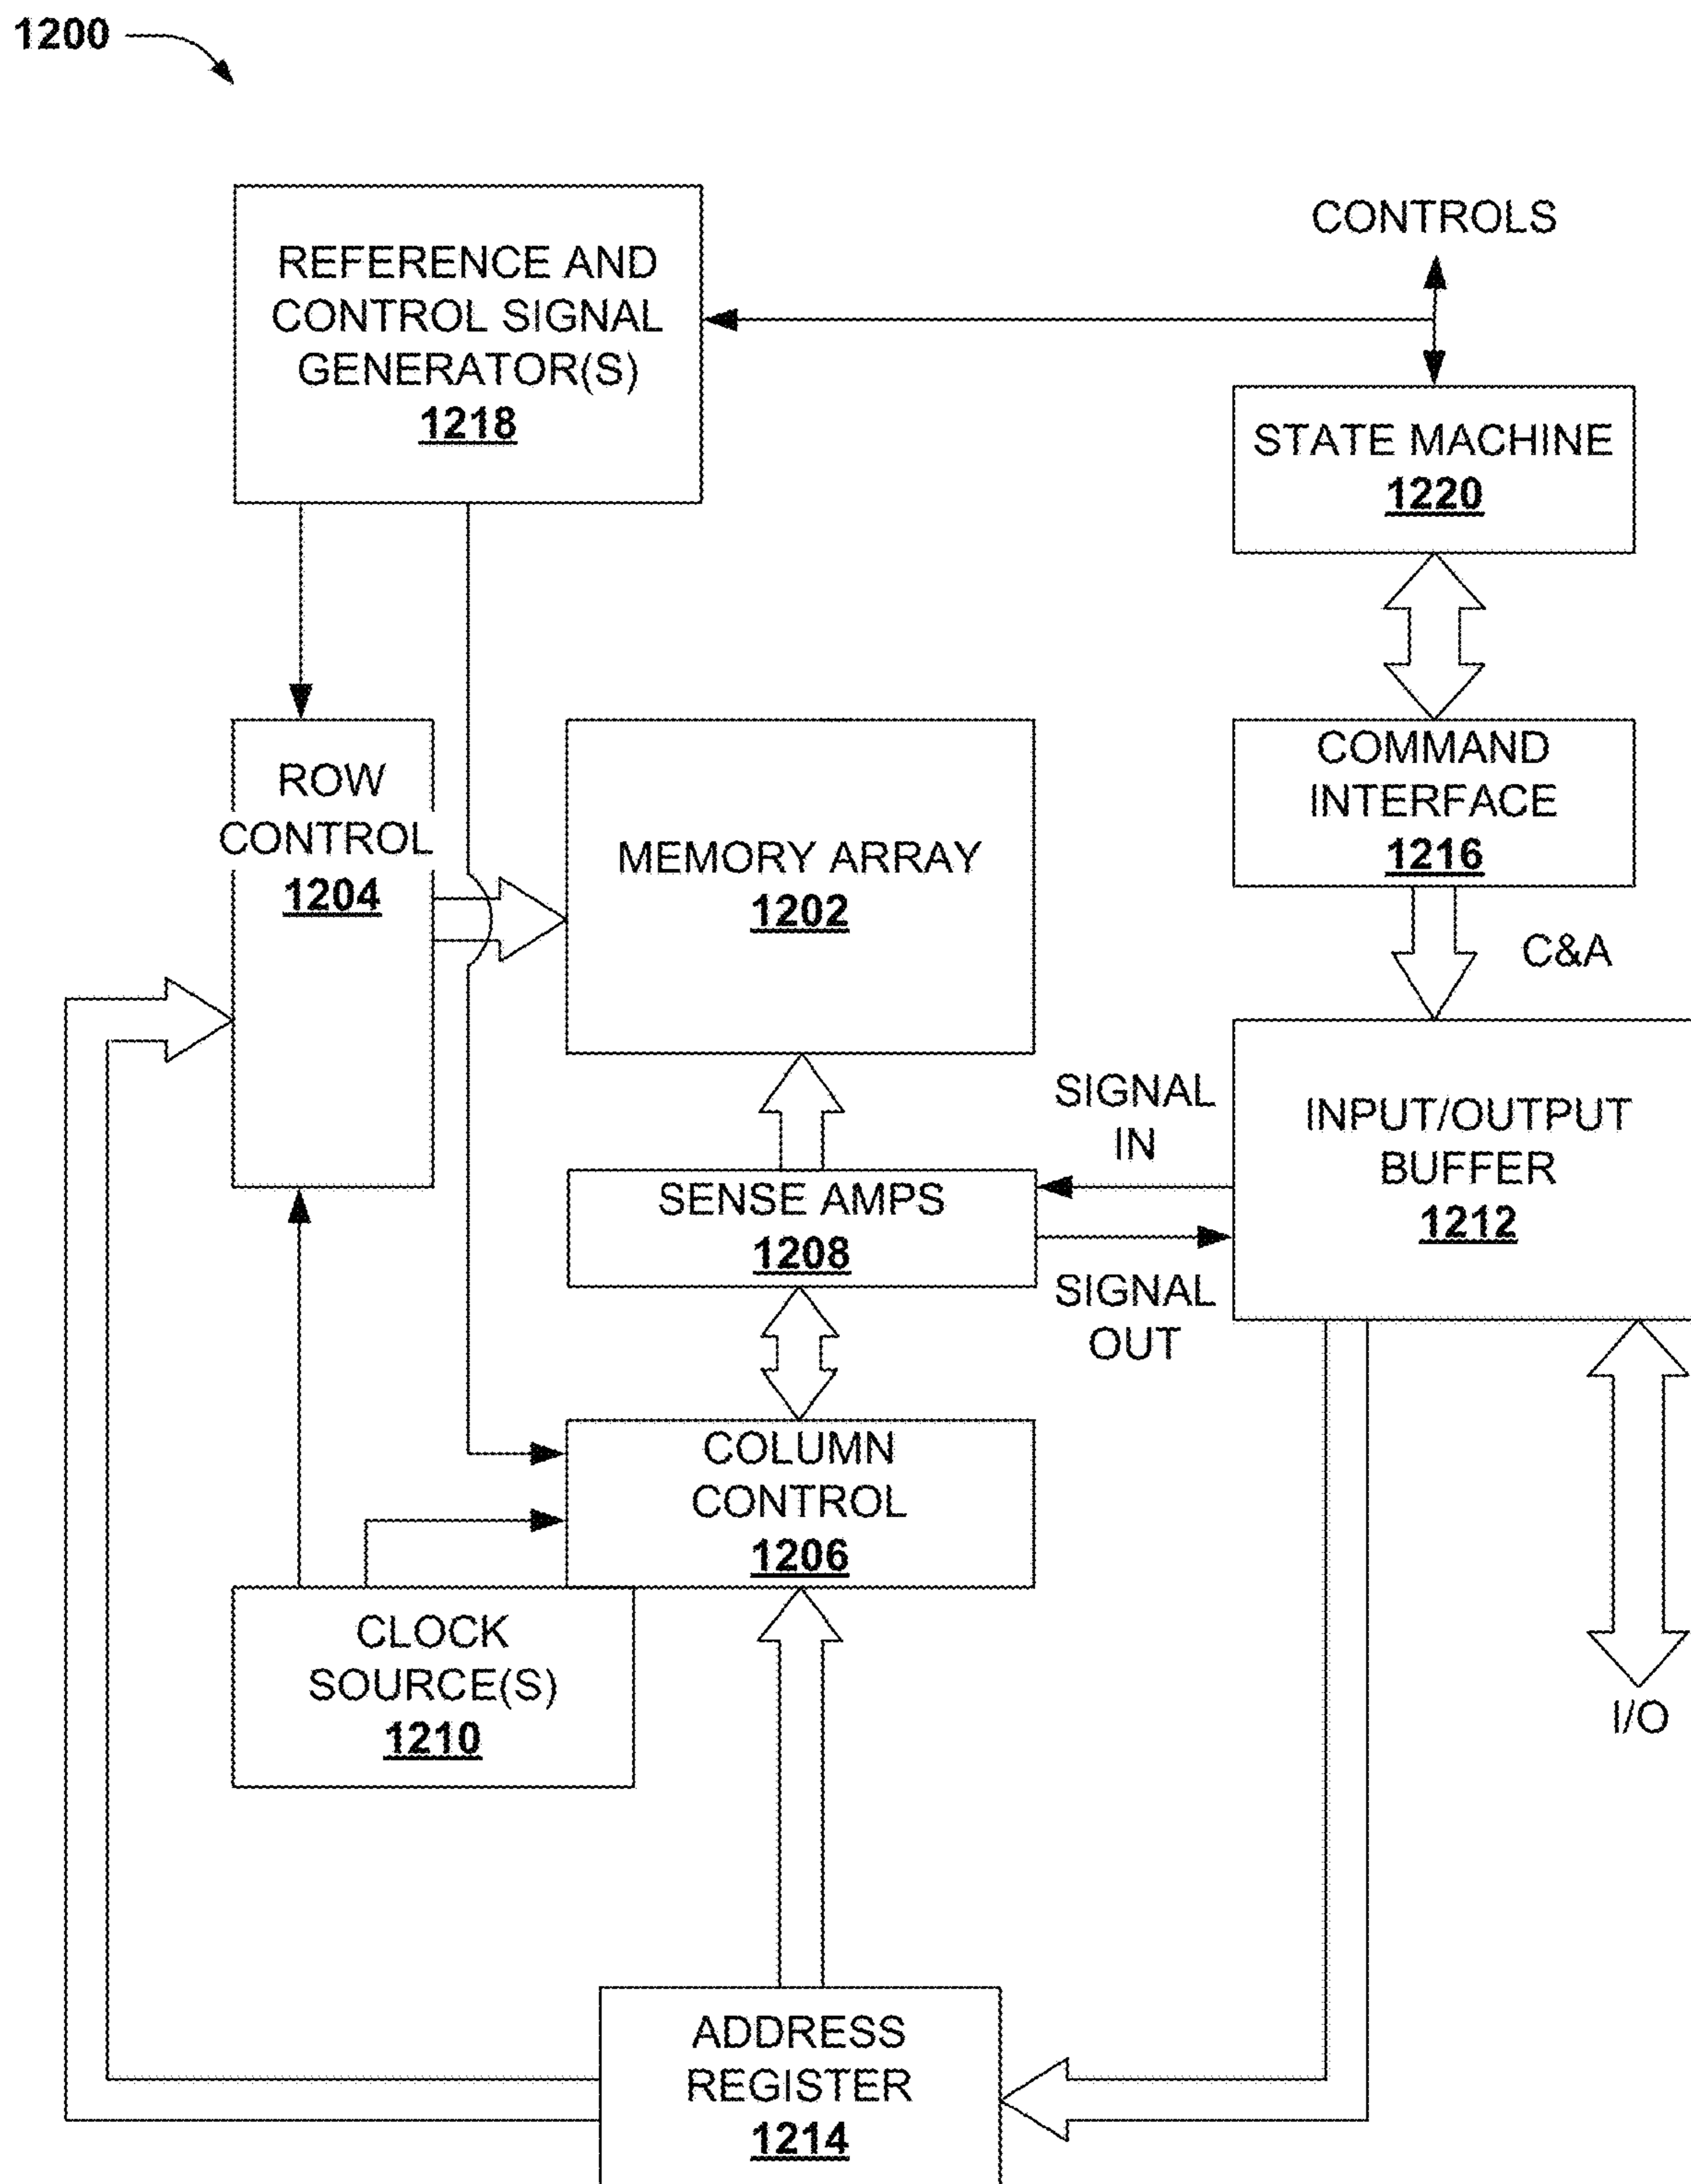 1200
REFERENCE AND
CONTROL SIGNAL
GENERATOR(S)
1218
CONTROLS
STATE MACHINE
1220
ROW
CONTROL
1204
MEMORY ARRAY
1202
COMMAND
INTERFACE
1216
C&A
SIGNAL
IN
INPUT/OUTPUT
BUFFER
1212
SENSE AMPS
1208
SIGNAL
OUT
COLUMN
CONTROL
1206
CLOCK
SOURCE(S)
1210
I/O
ADDRESS
REGISTER
1214